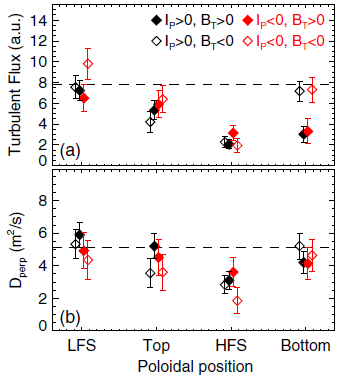 Turbulent Flux (a.u.)
14
12
10
8
6
4
2
0
◆ I_P>0, B_T>0 ◆ I_P<0, B_T>0
◇ I_P>0, B_T<0 ◇ I_P<0, B_T<0
(a)
D_perp (m²/s)
8
6
4
2
0
(b)
LFS Top HFS Bottom
Poloidal position